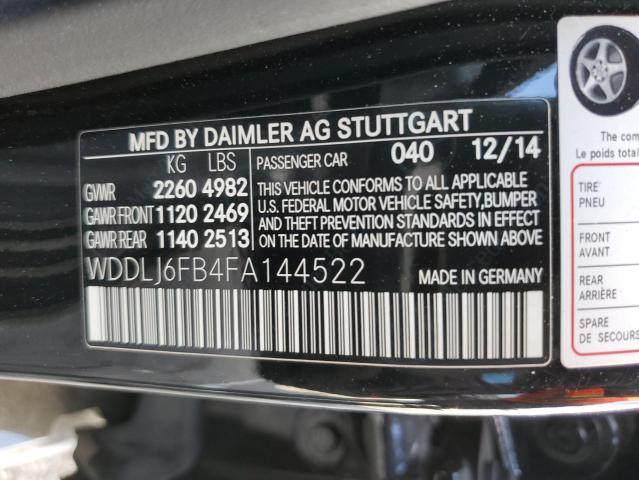 MFD BY DAIMLER AG STUTTGART
KG LBS PASSENGER CAR 040 12/14
GVWR 2260 4982
GAWR FRONT 1120 2469
GAWR REAR 1140 2513
THIS VEHICLE CONFORMS TO ALL APPLICABLE
U.S. FEDERAL MOTOR VEHICLE SAFETY, BUMPER
AND THEFT PREVENTION STANDARDS IN EFFECT
ON THE DATE OF MANUFACTURE SHOWN ABOVE.
WDDLJ6FB4FA144522 MADE IN GERMANY
The com
Le poids total
TIRE
PNEU
FRONT
AVANT
REAR
ARRIÈRE
SPARE
DE SECOURS